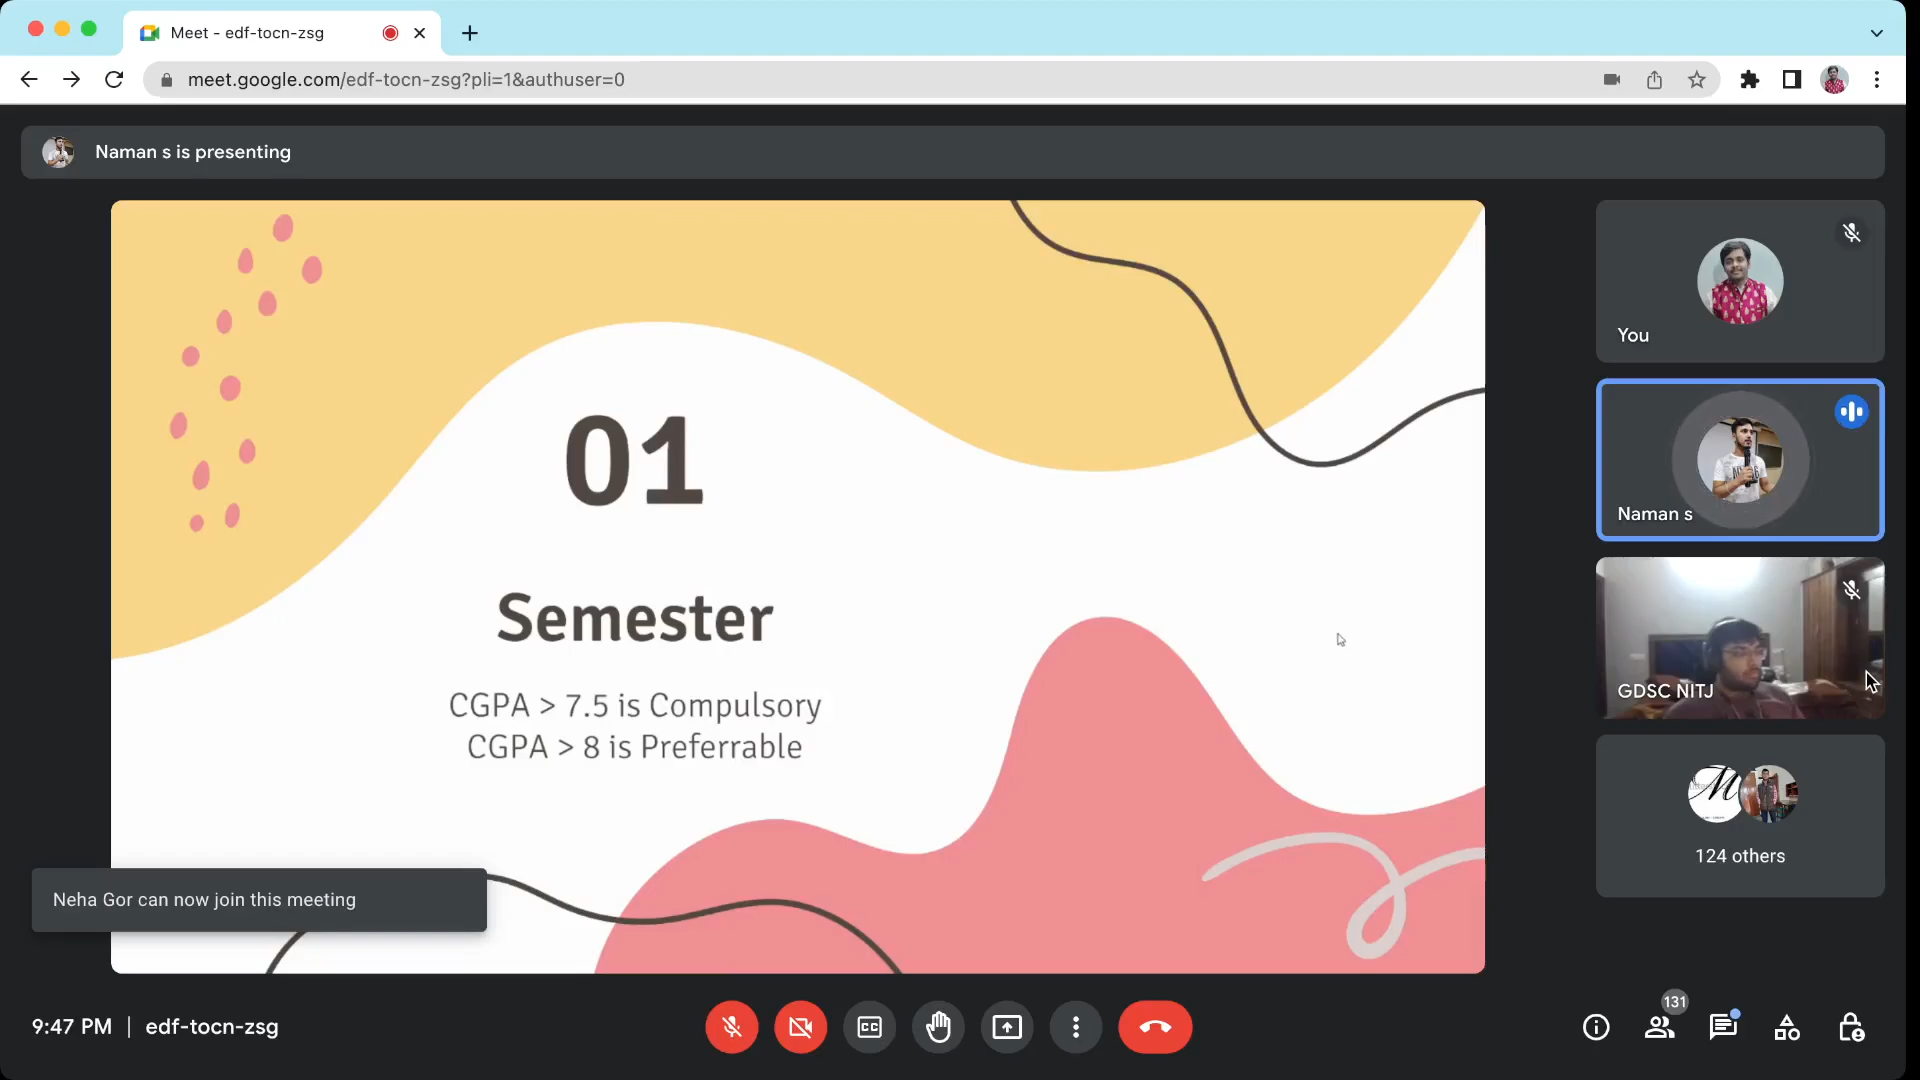 Meet - edf-tocn-zsg
meet.google.com/edf-tocn-zsg?pli=1&authuser=0
Naman s is presenting
01
Semester
CGPA > 7.5 is Compulsory
CGPA > 8 is Preferrable
You
Naman s
GDSC NITJ
124 others
Neha Gor can now join this meeting
9:47 PM | edf-tocn-zsg
CC
131